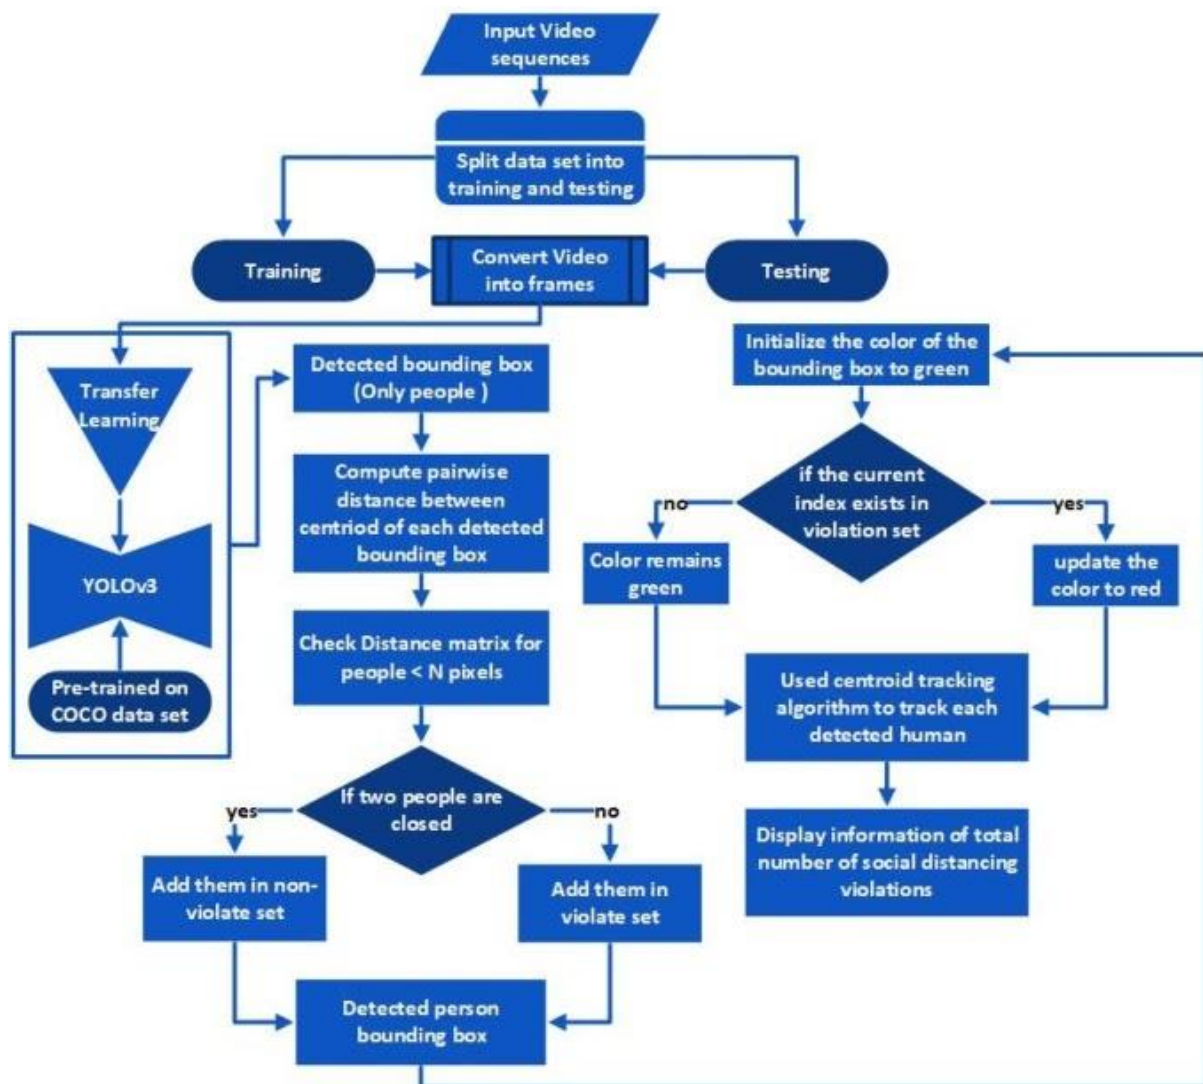 Input Video
sequences
Split data set into
training and testing
Training
Convert Video
into frames
Testing
Transfer
Learning
YOLOv3
Pre-trained on
COCO data set
Detected bounding box
(Only people )
Compute pairwise
distance between
centriod of each detected
bounding box
Check Distance matrix for
people < N pixels
If two people are
closed
yes
no
Add them in non-
violate set
Add them in
violate set
Detected person
bounding box
Initialize the color of the
bounding box to green
if the current
index exists in
violation set
no
yes
Color remains
green
update the
color to red
Used centroid tracking
algorithm to track each
detected human
Display information of total
number of social distancing
violations